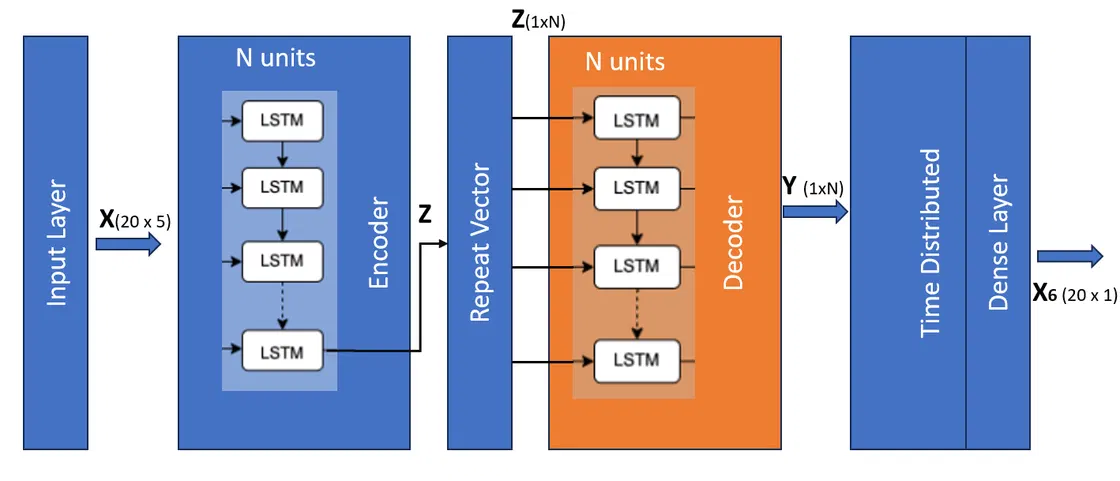 Input Layer
X(20 x 5)
N units
LSTM
LSTM
LSTM
LSTM
Encoder
Z
Repeat Vector
Z(1xN)
N units
LSTM
LSTM
LSTM
LSTM
Decoder
Y (1xN)
Time Distributed
Dense Layer
X6 (20 x 1)